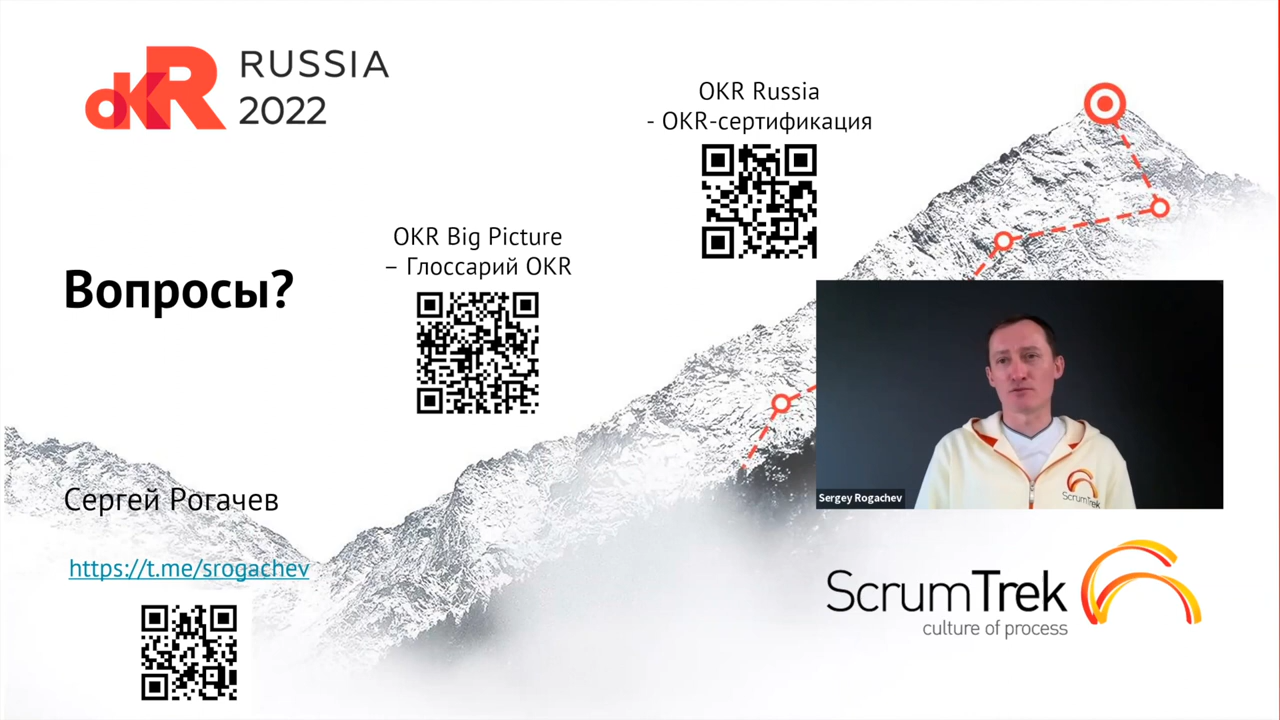 OKR RUSSIA
2022
OKR Russia
- OKR-сертификация
OKR Big Picture
– Глоссарий OKR
Вопросы?
Sergey Rogachev
ScrumTrek
Сергей Рогачев
https://t.me/srogachev
ScrumTrek
culture of process